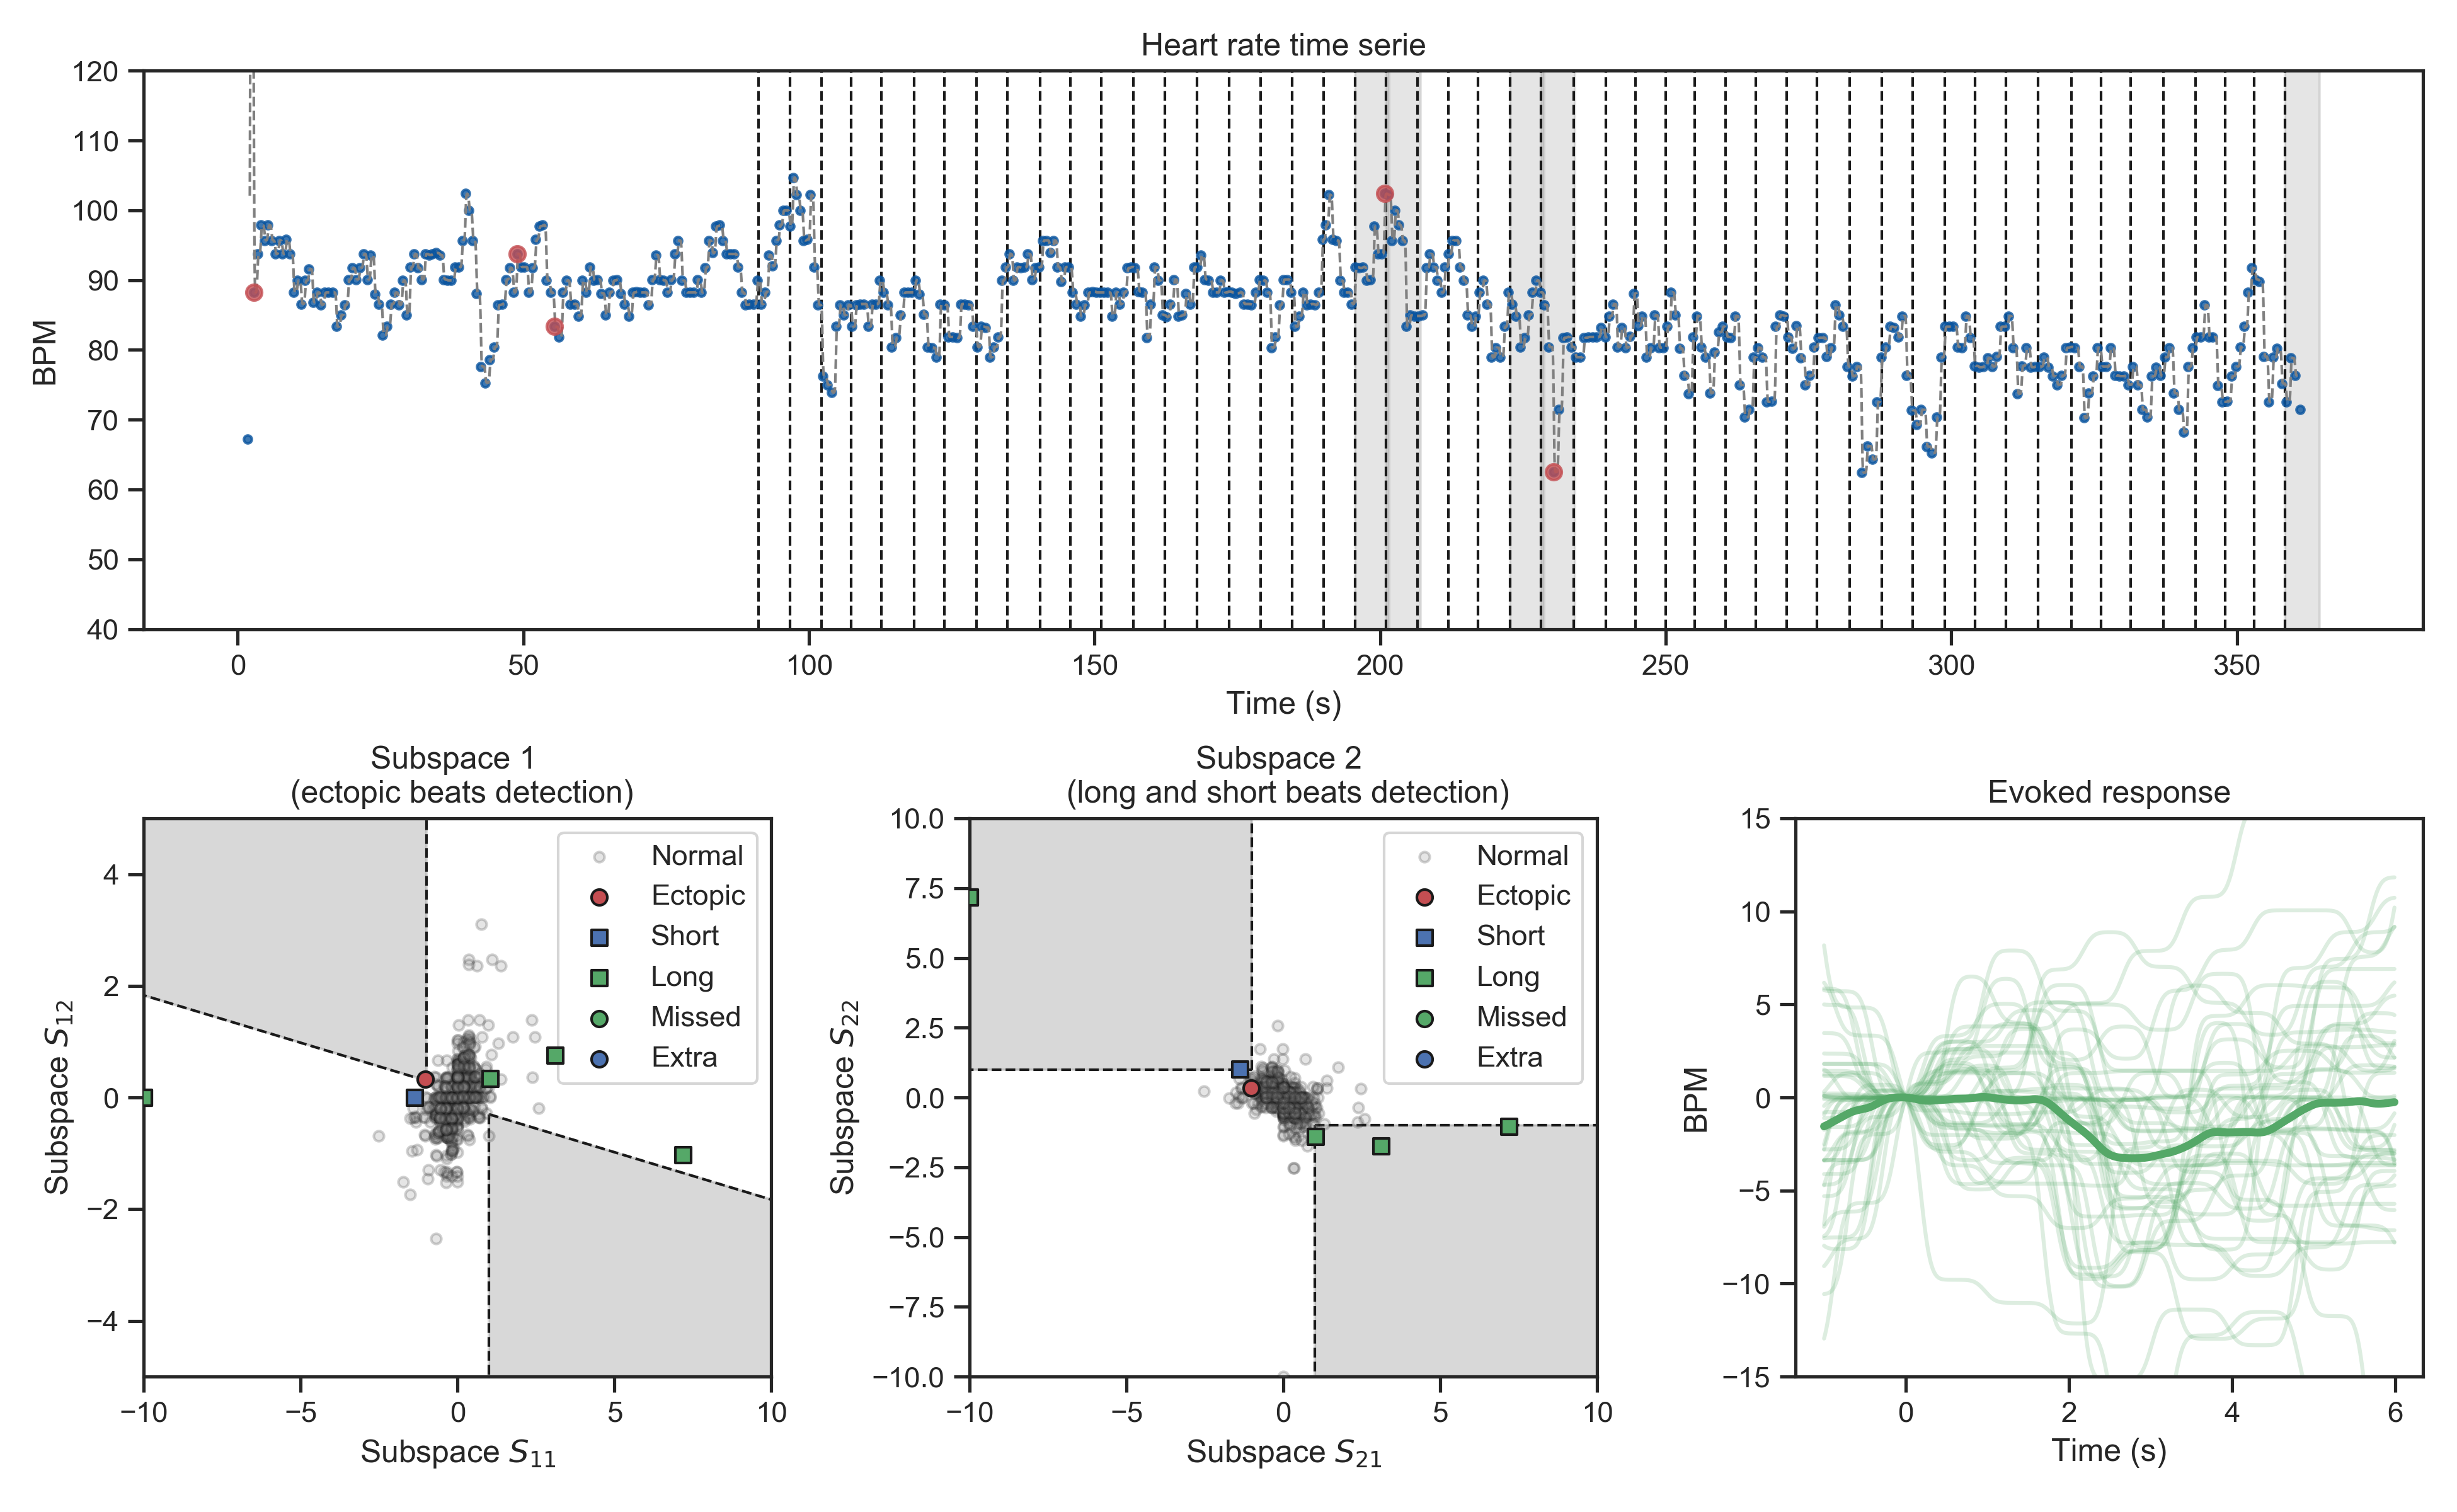 Heart rate time serie
120
110
100
90
80
70
60
50
40
BPM
0 50 100 150 200 250 300 350
Time (s)
Subspace 1
(ectopic beats detection)
4
2
0
−2
−4
Subspace S12
Normal
Ectopic
Short
Long
Missed
Extra
−10 −5 0 5 10
Subspace S11
Subspace 2
(long and short beats detection)
10.0
7.5
5.0
2.5
0.0
−2.5
−5.0
−7.5
−10.0
Subspace S22
Normal
Ectopic
Short
Long
Missed
Extra
−10 −5 0 5 10
Subspace S21
Evoked response
15
10
5
0
−5
−10
−15
BPM
0 2 4 6
Time (s)